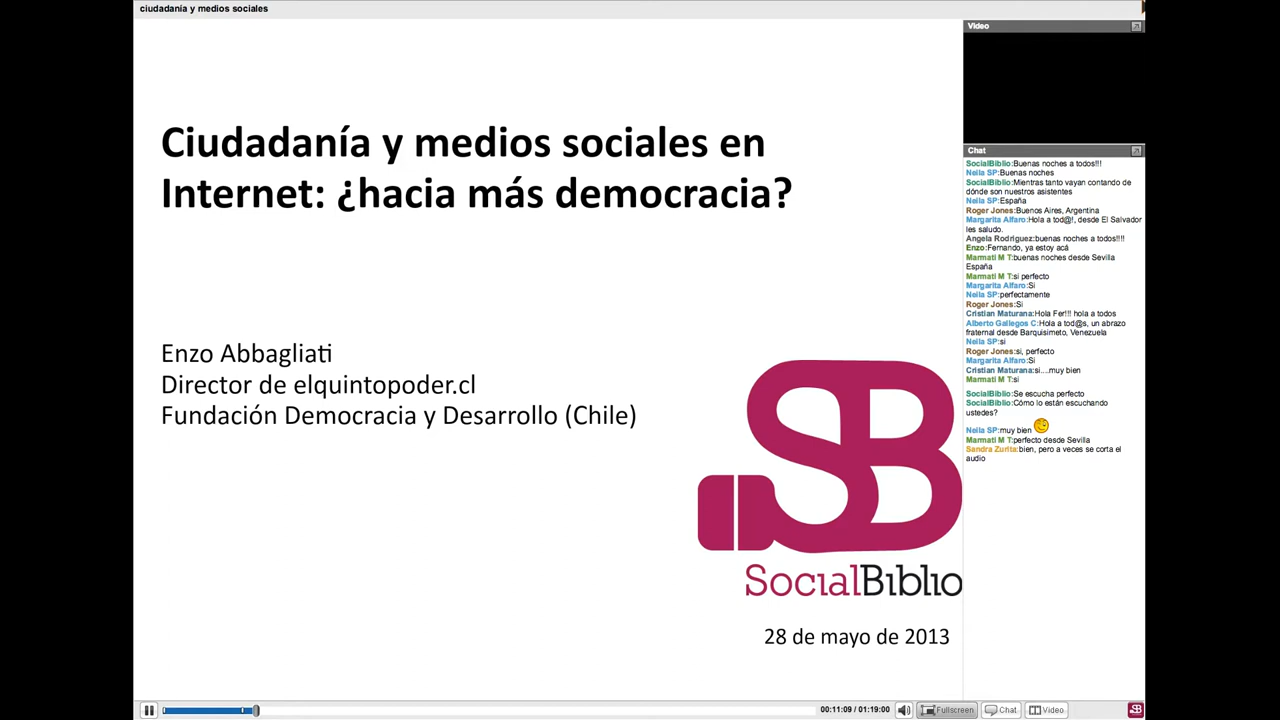 ciudadanía y medios sociales
Ciudadanía y medios sociales en
Internet: ¿hacia más democracia?
Enzo Abbagliati
Director de elquintopoder.cl
Fundación Democracia y Desarrollo (Chile)
SB
SocialBiblio
28 de mayo de 2013
Video
Chat
SocialBiblio:Buenas noches a todos!!!
Neila SP:Buenas noches
SocialBiblio:Mientras tanto vayan contando de
dónde son nuestros asistentes
Neila SP:España
Roger Jones:Buenos Aires, Argentina
Margarita Alfaro:Hola a tod@!, desde El Salvador
les saludo.
Angela Rodriguez:buenas noches a todos!!!!
Enzo:Fernando, ya estoy acá
Marmati M T:buenas noches desde Sevilla
España
Marmati M T:si perfecto
Margarita Alfaro:Si
Neila SP:perfectamente
Roger Jones:Si
Cristian Maturana:Hola Fer!!! hola a todos
Alberto Gallegos C:Hola a tod@s, un abrazo
fraternal desde Barquisimeto, Venezuela
Neila SP:si
Roger Jones:si, perfecto
Margarita Alfaro:Si
Cristian Maturana:si....muy bien
Marmati M T:si
SocialBiblio:Se escucha perfecto
SocialBiblio:Cómo lo están escuchando
ustedes?
Neila SP:muy bien
Marmati M T:perfecto desde Sevilla
Sandra Zurita:bien, pero a veces se corta el
audio
00:11:09 / 01:19:00
Fullscreen
Chat
Video
SB